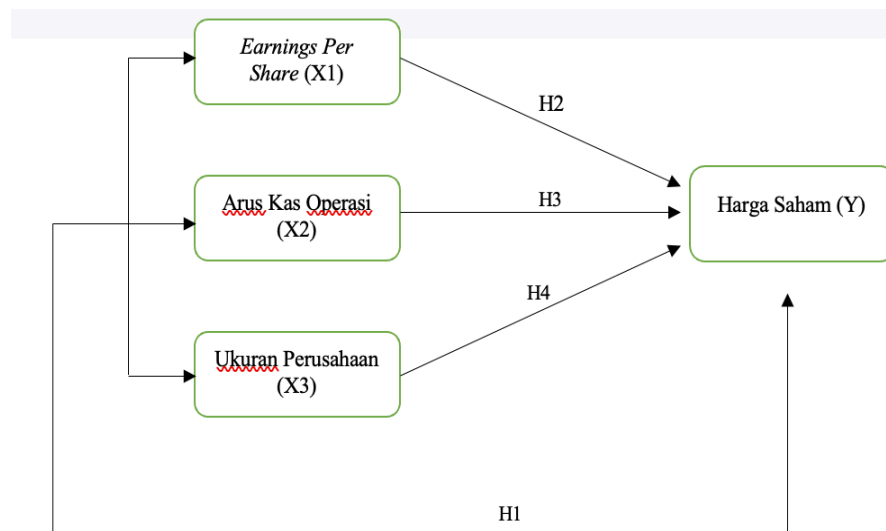 Earnings Per
Share (X1)
H2
Arus Kas Operasi
(X2)
H3
Harga Saham (Y)
H4
Ukuran Perusahaan
(X3)
H1